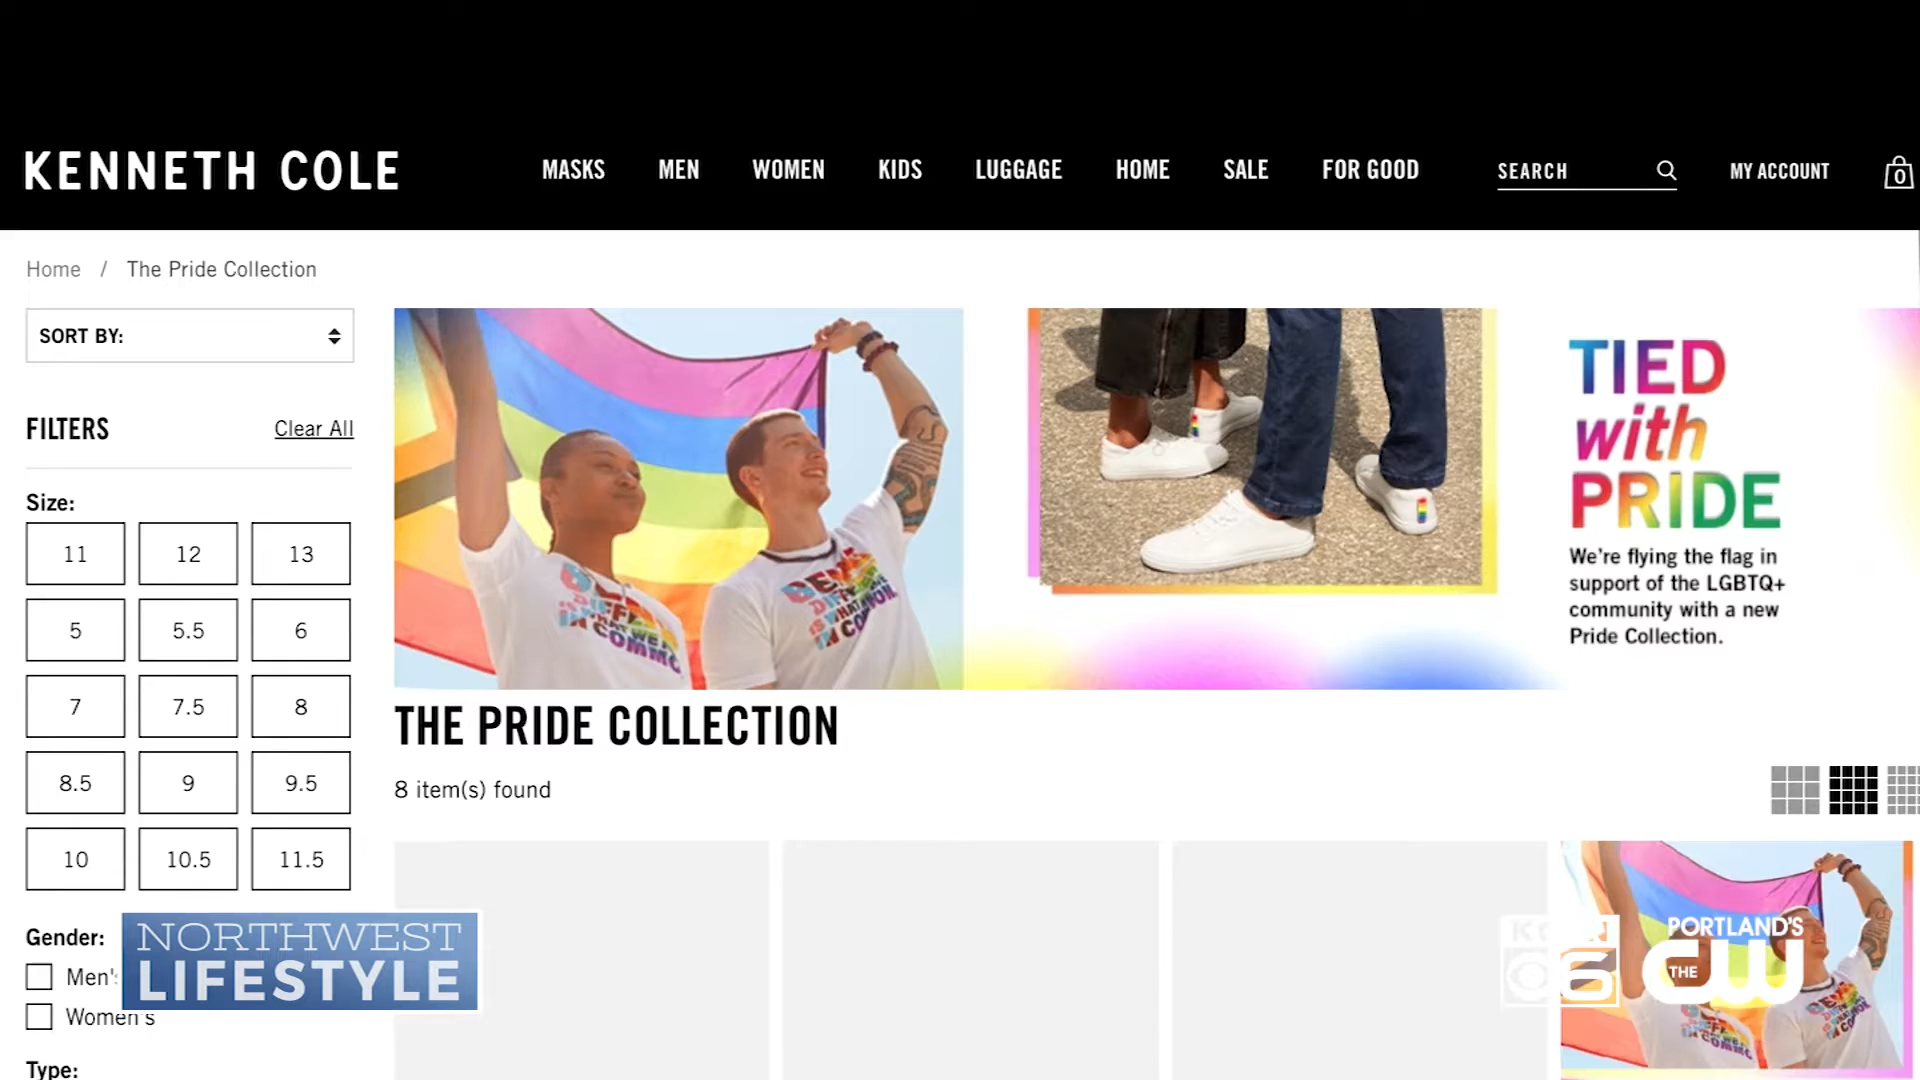 KENNETH COLE
MASKS MEN WOMEN KIDS LUGGAGE HOME SALE FOR GOOD
SEARCH
MY ACCOUNT
0
Home / The Pride Collection
SORT BY:
FILTERS
Clear All
Size:
11 12 13
5 5.5 6
7 7.5 8
8.5 9 9.5
10 10.5 11.5
Gender:
Men's
Women's
Type:
TIED
with
PRIDE
We're flying the flag in
support of the LGBTQ+
community with a new
Pride Collection.
THE PRIDE COLLECTION
8 item(s) found
NORTHWEST
LIFESTYLE
6
PORTLAND'S
THE CW